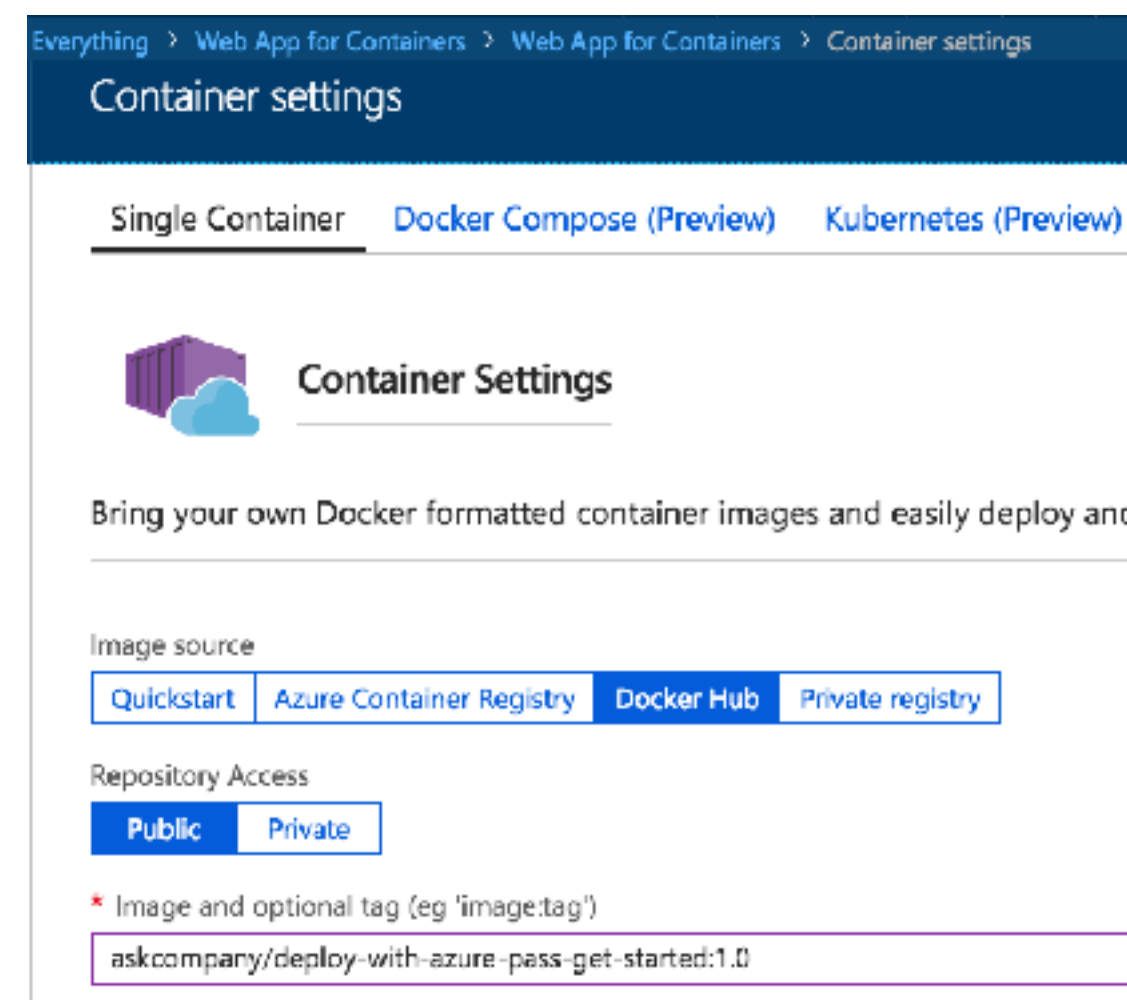 Everything > Web App for Containers > Web App for Containers > Container settings
Container settings
Single Container Docker Compose (Preview) Kubernetes (Preview)
Container Settings
Bring your own Docker formatted container images and easily deploy and
Image source
Quickstart Azure Container Registry Docker Hub Private registry
Repository Access
Public Private
* Image and optional tag (eg 'image:tag')
askcompany/deploy-with-azure-pass-get-started:1.0